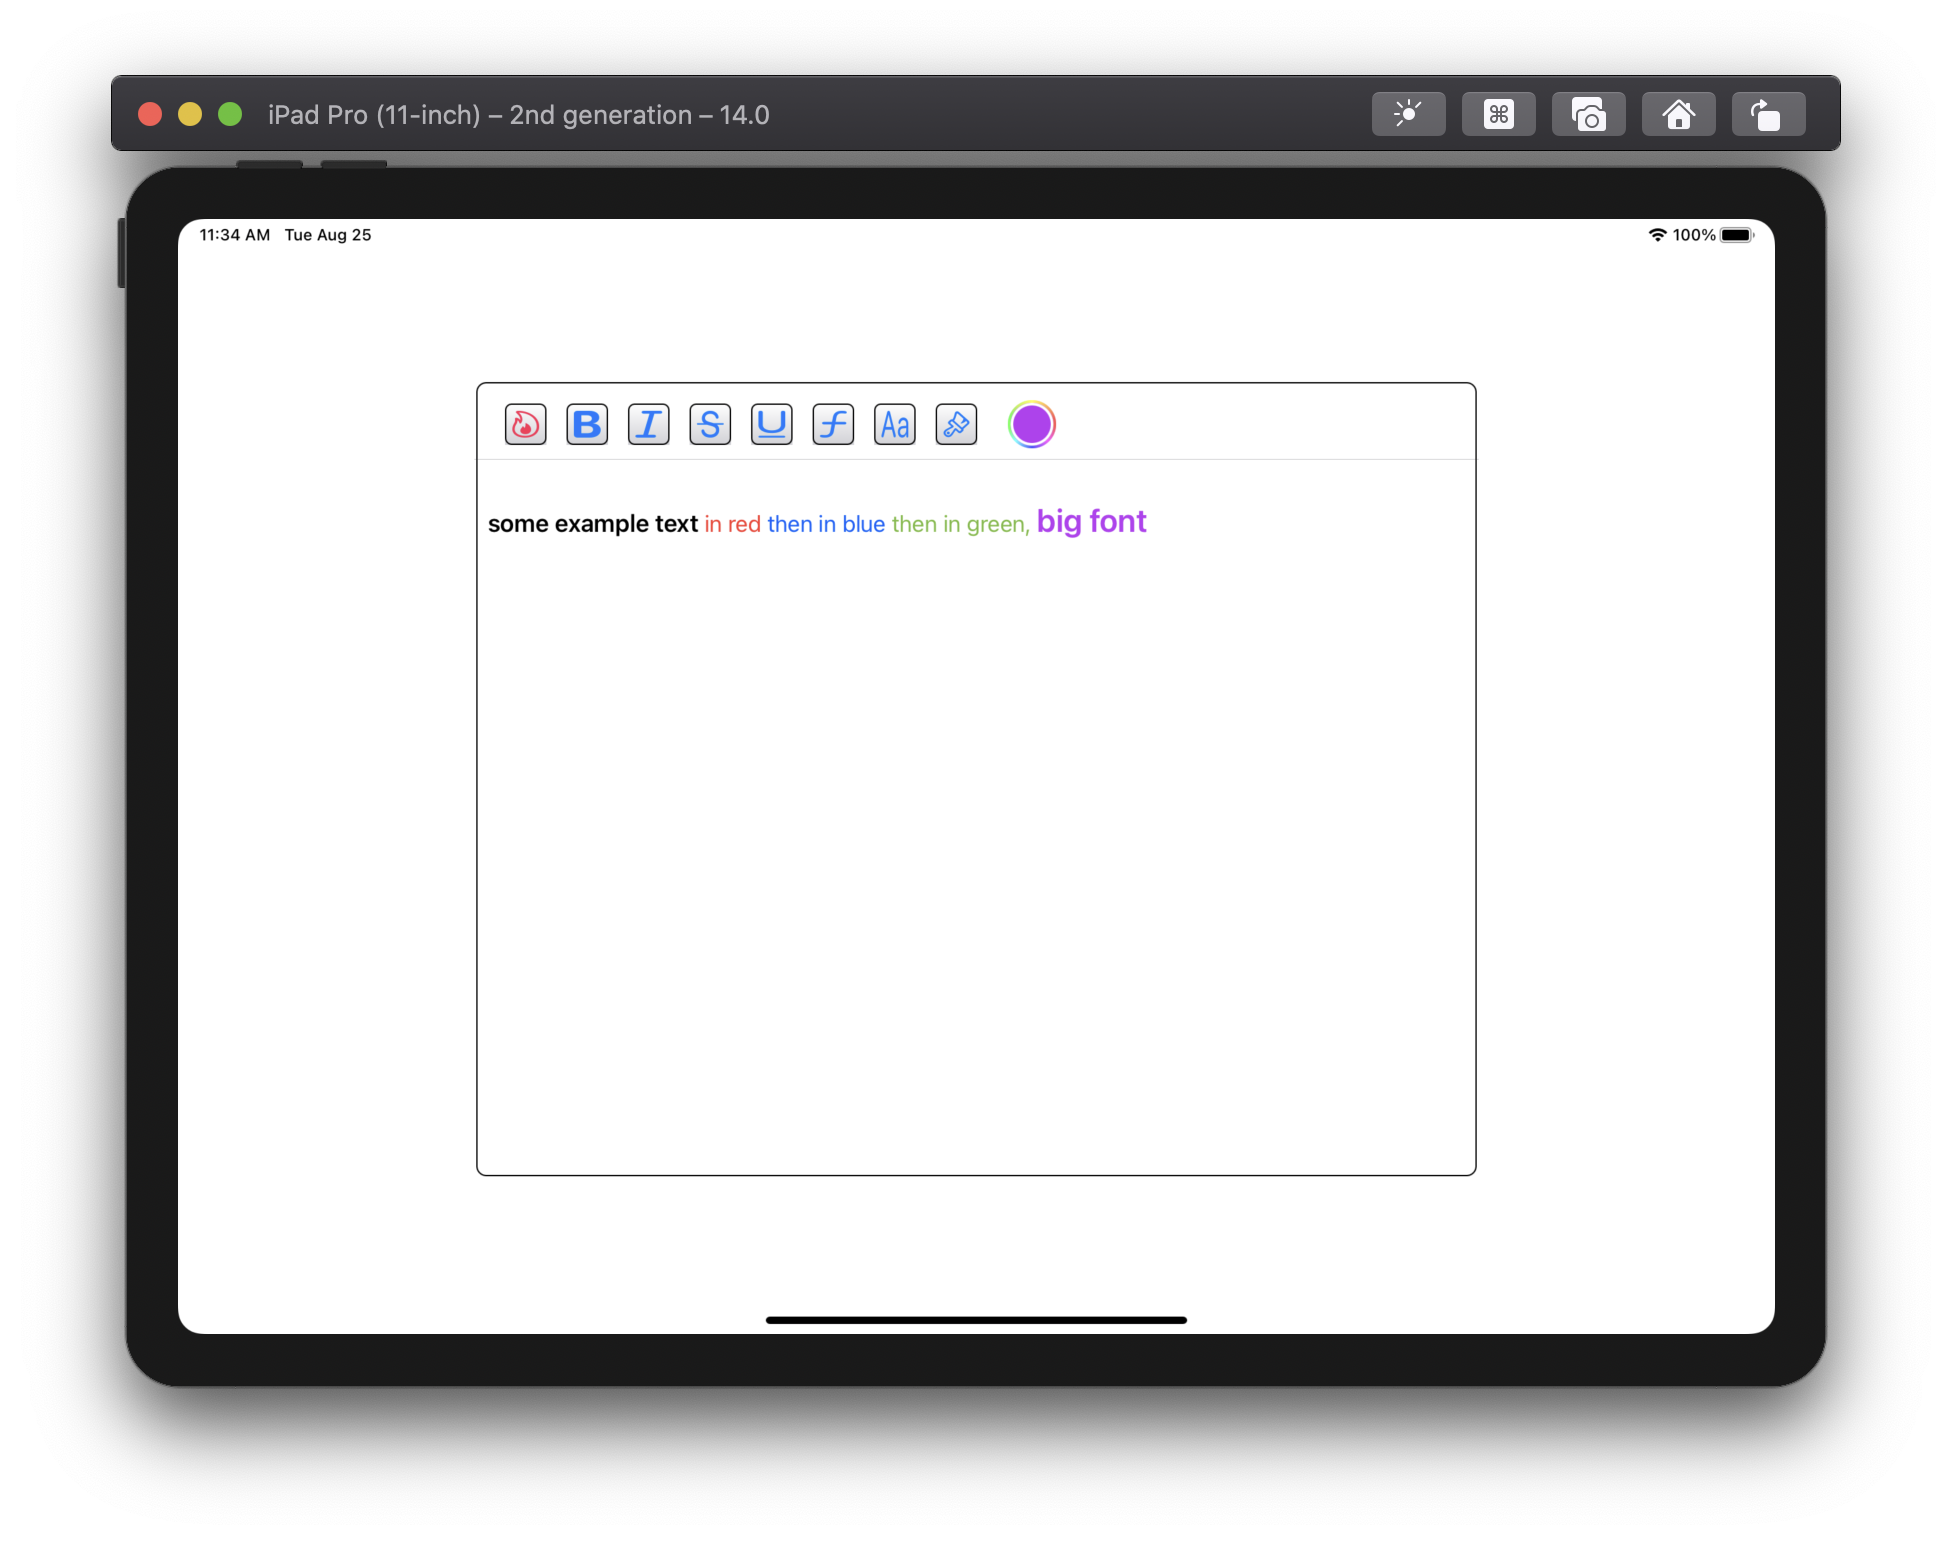 iPad Pro (11-inch) – 2nd generation – 14.0
11:34 AM Tue Aug 25 100%
B I S U f Aa
some example text in red then in blue then in green, big font